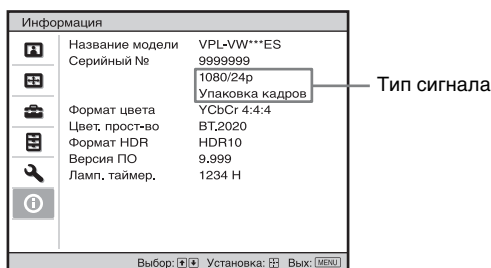 Информация
Название модели VPL-VW***ES
Серийный № 9999999
1080/24p
Упаковка кадров
Тип сигнала
Формат цвета YCbCr 4:4:4
Цвет. прост-во BT.2020
Формат HDR HDR10
Версия ПО 9.999
Ламп. таймер. 1234 H
Выбор: Установка: Вых: MENU